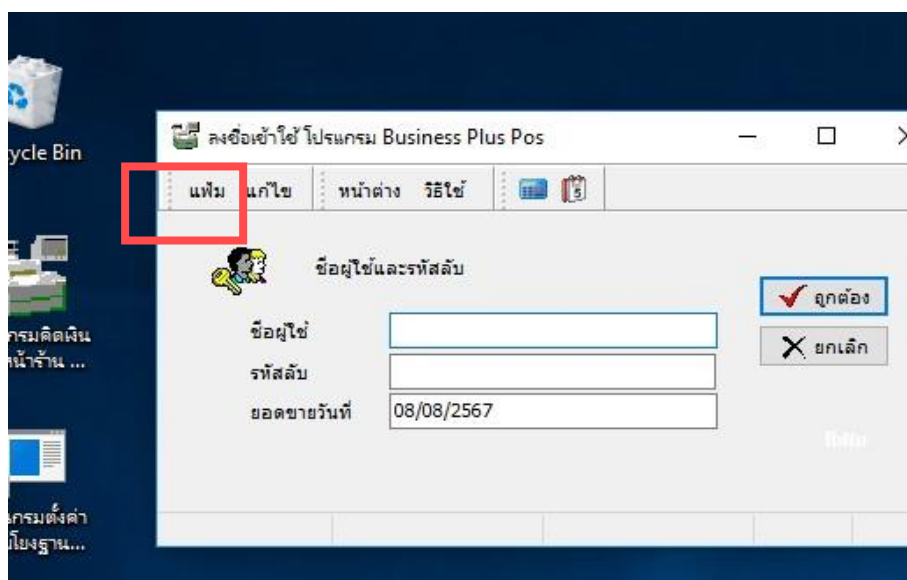 ycle Bin
กรมคิดเงิน
หน้าร้าน ...
กรมตั้งค่า
โยงฐาน...
ลงชื่อเข้าใช้ โปรแกรม Business Plus Pos
แฟ้ม แก้ไข หน้าต่าง วิธีใช้ 5
ชื่อผู้ใช้และรหัสลับ
ชื่อผู้ใช้
รหัสลับ
ยอดขายวันที่ 08/08/2567
ถูกต้อง
ยกเลิก